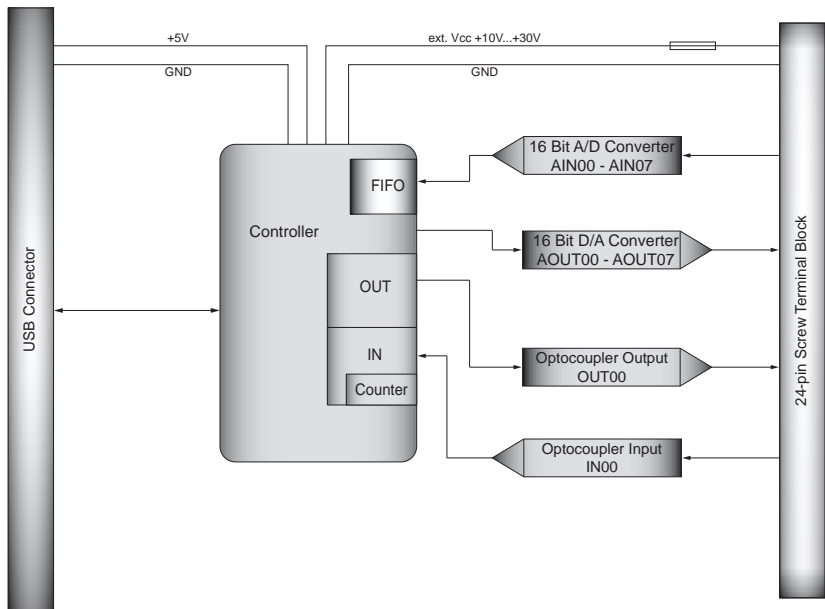 +5V
GND
ext. Vcc +10V...+30V
GND
USB Connector
Controller
FIFO
OUT
IN
Counter
16 Bit A/D Converter
AIN00 - AIN07
16 Bit D/A Converter
AOUT00 - AOUT07
Optocoupler Output
OUT00
Optocoupler Input
IN00
24-pin Screw Terminal Block